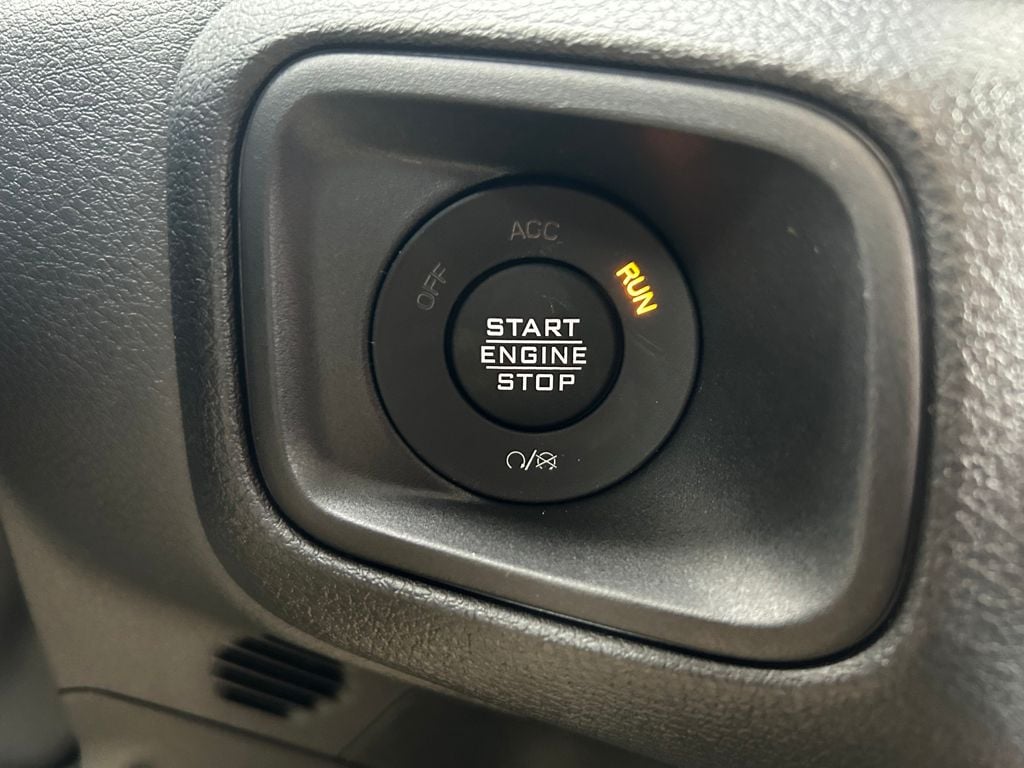 ACC
OFF
RUN
START
ENGINE
STOP